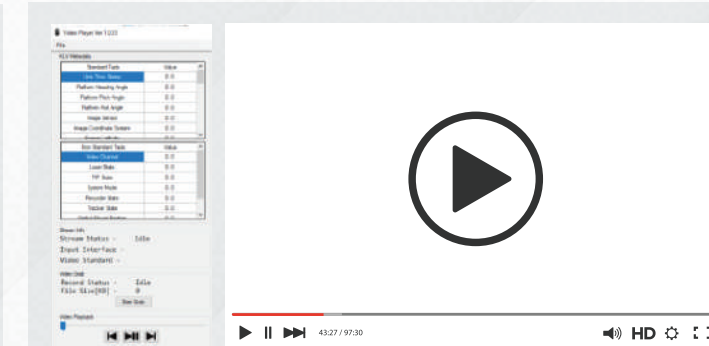 Video Player Ver 1.0.33
File
KLV Metadata
Standard Tags Value
Unix Time Stamp 0.0
Platform Heading Angle 0.0
Platform Pitch Angle 0.0
Platform Roll Angle 0.0
Image Sensor 0.0
Image Coordinate System 0.0
Non Standard Tags Value
Video Channel 0.0
Laser State 0.0
0.0
System Mode 0.0
Recorder State 0.0
Tracker State 0.0
Stream Info
Stream Status - Idle
Input Interface -
Video Standard -
Video Grab
Record Status - Idle
File Size[KB] - 0
Start Grab
Video Playback
43:27 / 97:30
HD